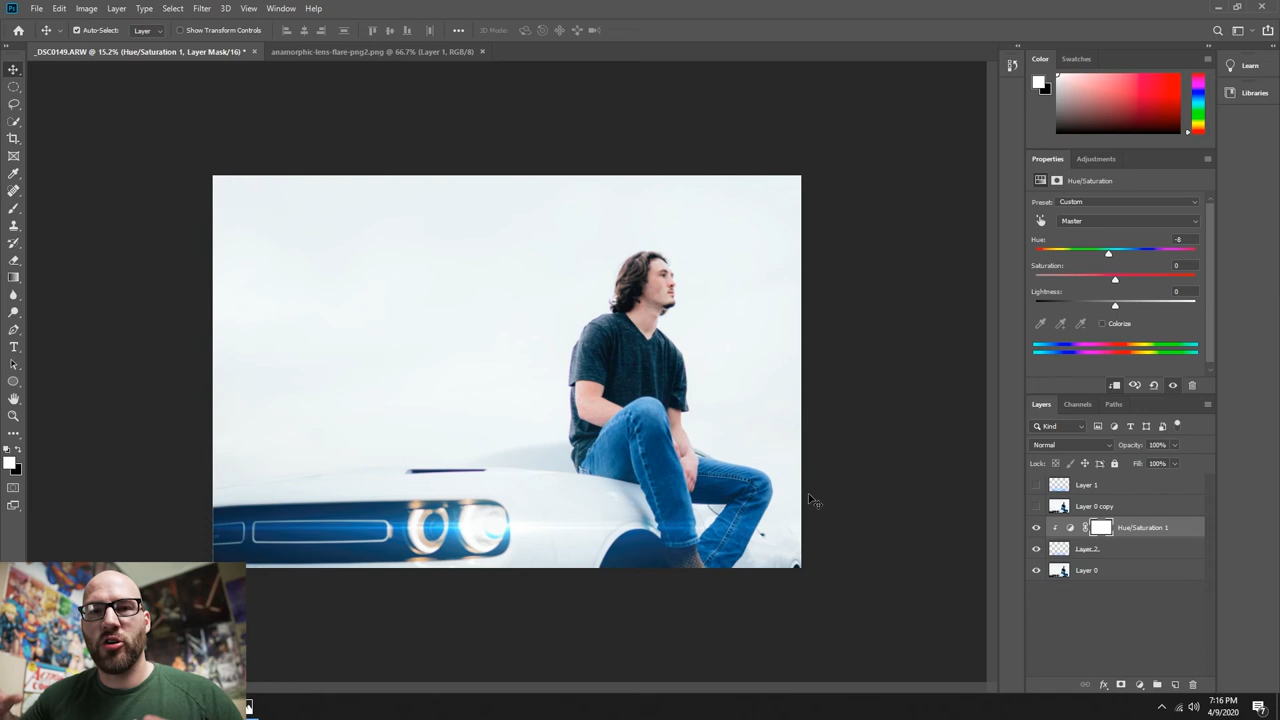 Ps File Edit Image Layer Type Select Filter 3D View Window Help
Auto-Select: Layer Show Transform Controls 3D Mode:
_DSC0149.ARW @ 15.2% (Hue/Saturation 1, Layer Mask/16) * anamorphic-lens-flare-png2.png @ 66.7% (Layer 1, RGB/8)
Color Swatches
Learn
Libraries
Properties Adjustments
Hue/Saturation
Preset: Custom
Master
Hue: -8
Saturation: 0
Lightness: 0
Colorize
Layers Channels Paths
Kind
Normal Opacity: 100%
Lock: Fill: 100%
Layer 1
Layer 0 copy
Hue/Saturation 1
Layer 2
Layer 0
ACTION
7:16 PM
4/9/2020